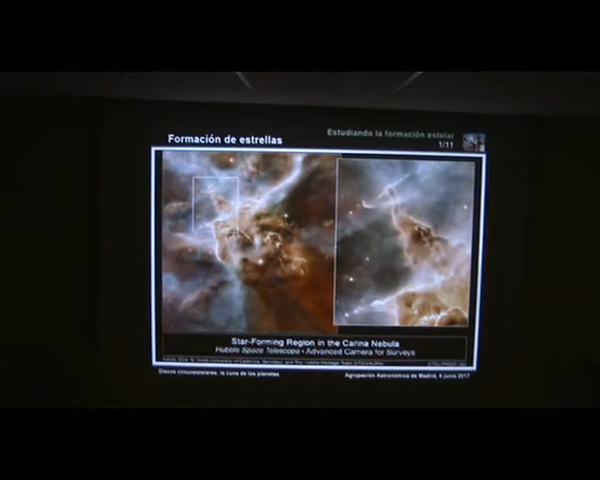 Formación de estrellas
Estudiando la formación estelar
1/11
Star-Forming Region in the Carina Nebula
Hubble Space Telescope • Advanced Camera for Surveys
Discos circunestelares: la cuna de los planetas
Agrupación Astronómica de Madrid, 6 junio 2017